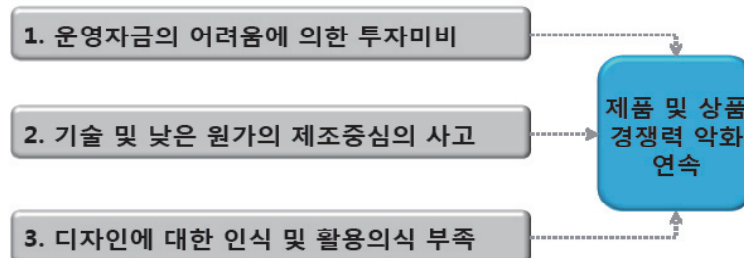 1. 운영자금의 어려움에 의한 투자미비
2. 기술 및 낮은 원가의 제조중심의 사고
3. 디자인에 대한 인식 및 활용의식 부족
제품 및 상품
경쟁력 악화
연속